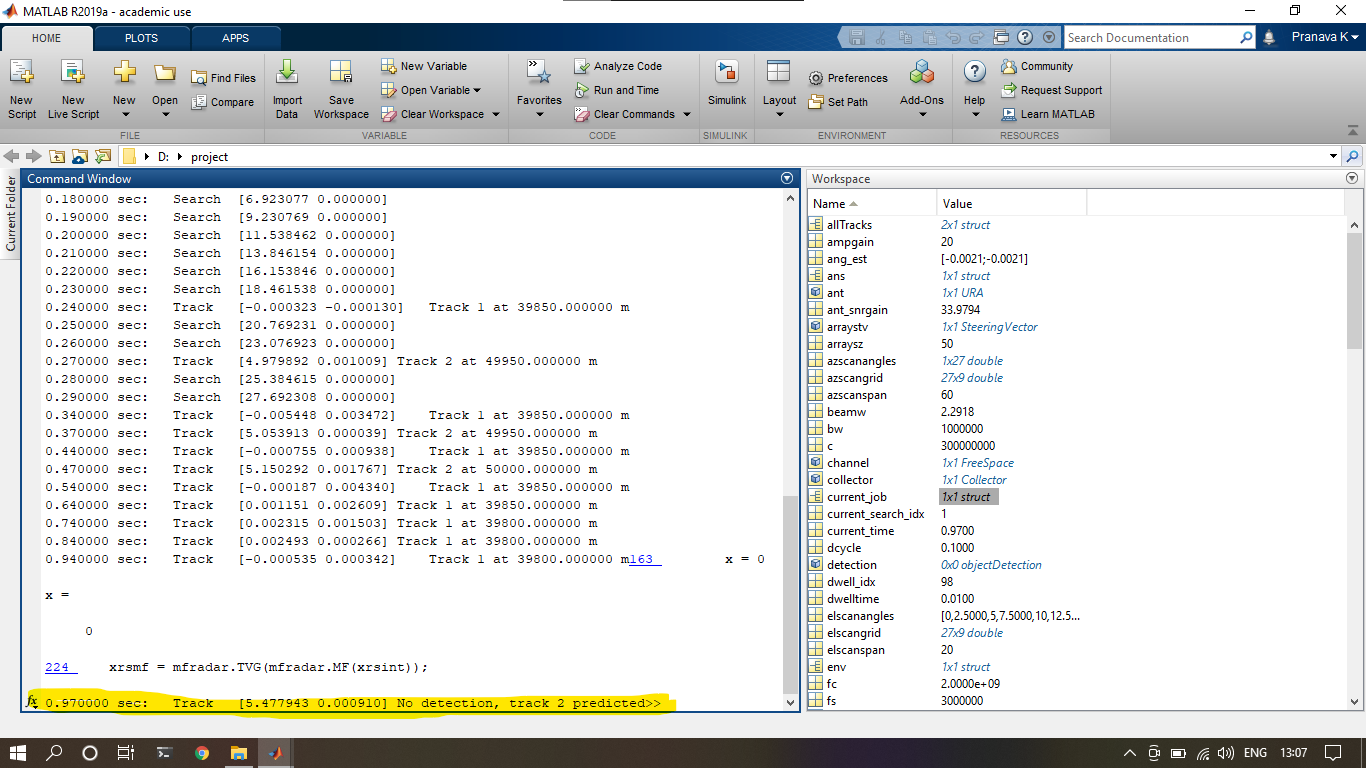 MATLAB R2019a - academic use
HOME PLOTS APPS Search Documentation Pranava K
New Script
New Live Script
New
Open
Find Files
Compare
Import Data
Save Workspace
New Variable
Open Variable
Clear Workspace
Favorites
Analyze Code
Run and Time
Clear Commands
Simulink
Layout
Preferences
Set Path
Add-Ons
Help
Community
Request Support
Learn MATLAB
FILE VARIABLE CODE SIMULINK ENVIRONMENT RESOURCES
D: project
Current Folder
Command Window
0.180000 sec: Search [6.923077 0.000000]
0.190000 sec: Search [9.230769 0.000000]
0.200000 sec: Search [11.538462 0.000000]
0.210000 sec: Search [13.846154 0.000000]
0.220000 sec: Search [16.153846 0.000000]
0.230000 sec: Search [18.461538 0.000000]
0.240000 sec: Track [-0.000323 -0.000130] Track 1 at 39850.000000 m
0.250000 sec: Search [20.769231 0.000000]
0.260000 sec: Search [23.076923 0.000000]
0.270000 sec: Track [4.979892 0.001009] Track 2 at 49950.000000 m
0.280000 sec: Search [25.384615 0.000000]
0.290000 sec: Search [27.692308 0.000000]
0.340000 sec: Track [-0.005448 0.003472] Track 1 at 39850.000000 m
0.370000 sec: Track [5.053913 0.000039] Track 2 at 49950.000000 m
0.440000 sec: Track [-0.000755 0.000938] Track 1 at 39850.000000 m
0.470000 sec: Track [5.150292 0.001767] Track 2 at 50000.000000 m
0.540000 sec: Track [-0.000187 0.004340] Track 1 at 39850.000000 m
0.640000 sec: Track [0.001151 0.002609] Track 1 at 39850.000000 m
0.740000 sec: Track [0.002315 0.001503] Track 1 at 39800.000000 m
0.840000 sec: Track [0.002493 0.000266] Track 1 at 39800.000000 m
0.940000 sec: Track [-0.000535 0.000342] Track 1 at 39800.000000 m163 x = 0
x =
0
224 xrsmf = mfradar.TVG(mfradar.MF(xrsint));
fx 0.970000 sec: Track [5.477943 0.000910] No detection, track 2 predicted>>
Workspace
Name Value
allTracks 2x1 struct
ampgain 20
ang_est [-0.0021;-0.0021]
ans 1x1 struct
ant 1x1 URA
ant_snrgain 33.9794
arraystv 1x1 SteeringVector
arraysz 50
azscanangles 1x27 double
azscangrid 27x9 double
azscanspan 60
beamw 2.2918
bw 1000000
c 300000000
channel 1x1 FreeSpace
collector 1x1 Collector
current_job 1x1 struct
current_search_idx 1
current_time 0.9700
dcycle 0.1000
detection 0x0 objectDetection
dwell_idx 98
dwelltime 0.0100
elscanangles [0,2.5000,5,7.5000,10,12.5...
elscangrid 27x9 double
elscanspan 20
env 1x1 struct
fc 2.0000e+09
fs 3000000
ENG 13:07